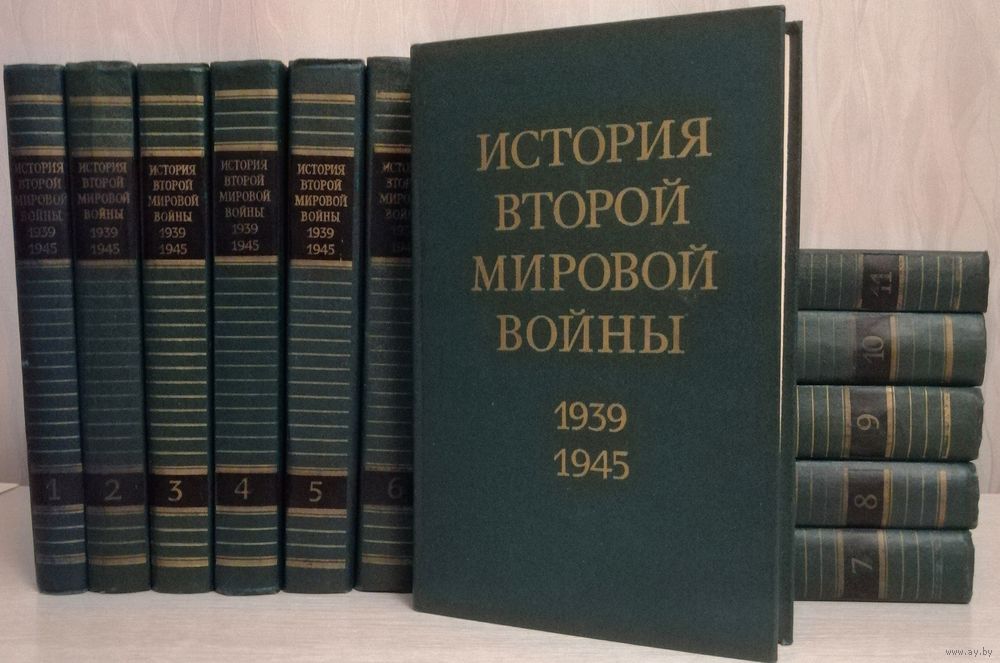 ИСТОРИЯ
ВТОРОЙ
МИРОВОЙ
ВОЙНЫ
1939
1945
1
ИСТОРИЯ
ВТОРОЙ
МИРОВОЙ
ВОЙНЫ
1939
1945
2
ИСТОРИЯ
ВТОРОЙ
МИРОВОЙ
ВОЙНЫ
1939
1945
3
ИСТОРИЯ
ВТОРОЙ
МИРОВОЙ
ВОЙНЫ
1939
1945
4
ИСТОРИЯ
ВТОРОЙ
МИРОВОЙ
ВОЙНЫ
1939
1945
5
6
ИСТОРИЯ
ВТОРОЙ
МИРОВОЙ
ВОЙНЫ
1939
1945
11
10
9
8
7
www.ay.by